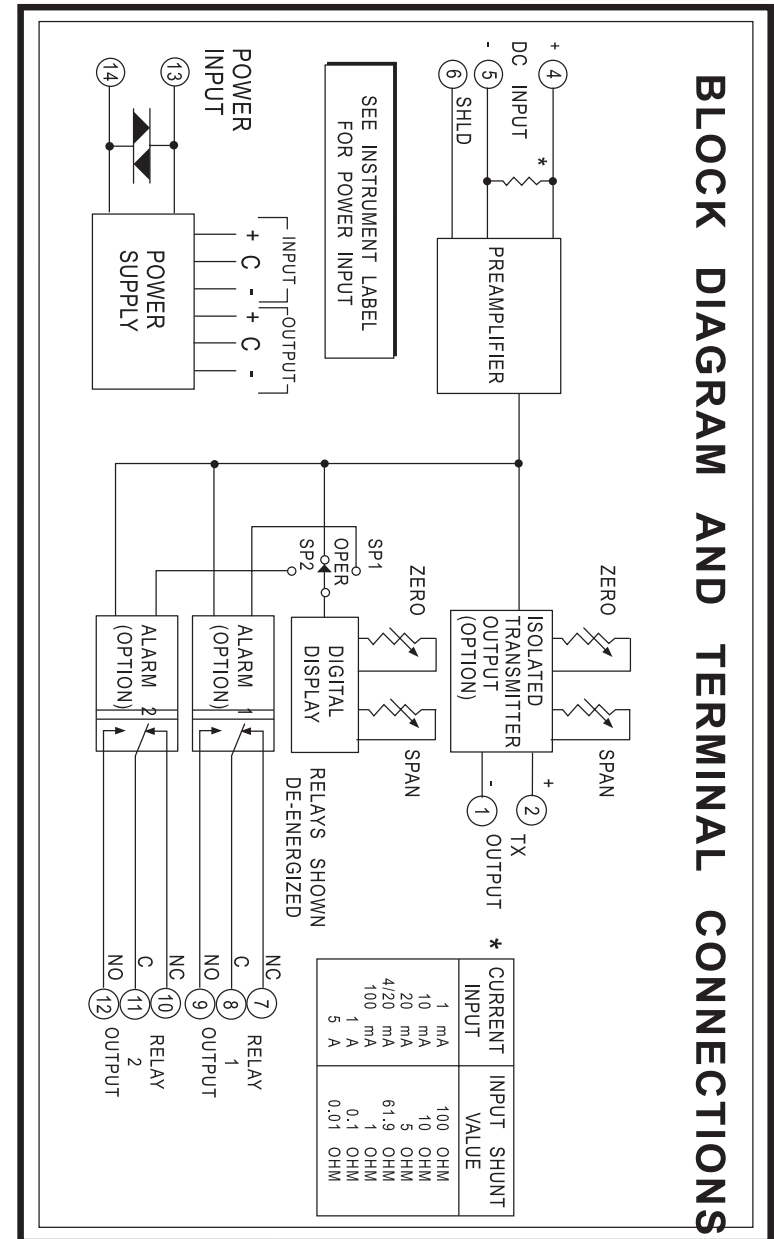 BLOCK DIAGRAM AND TERMINAL CONNECTIONS
+ 4
DC INPUT
- 5
6 SHLD
*
PREAMPLIFIER
SEE INSTRUMENT LABEL
FOR POWER INPUT
POWER
INPUT
13
14
POWER
SUPPLY
INPUT
OUTPUT
+ C - + C -
ZERO
SPAN
ISOLATED
TRANSMITTER
OUTPUT
(OPTION)
+ 2
- 1
TX
OUTPUT
ZERO
SPAN
SP1
OPER
SP2
DIGITAL
DISPLAY
RELAYS SHOWN
DE-ENERGIZED
ALARM 1
(OPTION)
ALARM 2
(OPTION)
NC 7
C 8
NO 9
RELAY
1
OUTPUT
NC 10
C 11
NO 12
RELAY
2
OUTPUT
* CURRENT INPUT SHUNT
INPUT VALUE
1 mA 100 OHM
10 mA 10 OHM
20 mA 5 OHM
4/20 mA 61.9 OHM
100 mA 1 OHM
1 A 0.1 OHM
5 A 0.01 OHM